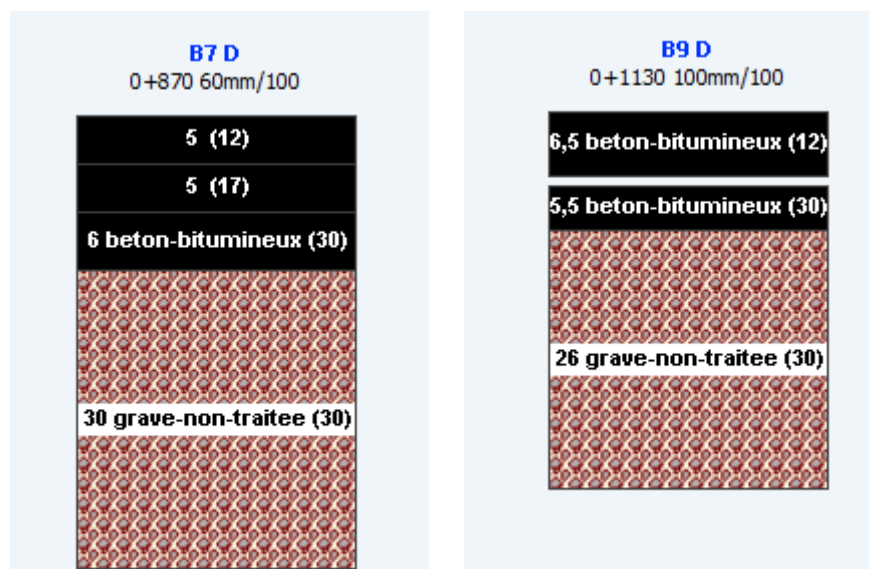 B7 D
0+870 60mm/100
5 (12)
5 (17)
6 beton-bitumineux (30)
30 grave-non-traitee (30)
B9 D
0+1130 100mm/100
6,5 beton-bitumineux (12)
5,5 beton-bitumineux (30)
26 grave-non-traitee (30)